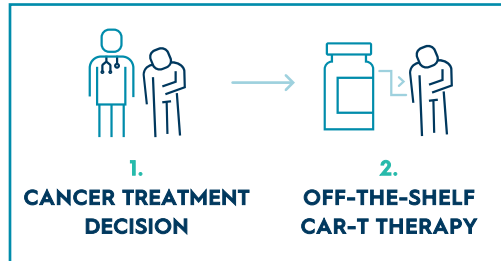 1.
CANCER TREATMENT
DECISION
2.
OFF-THE-SHELF
CAR-T THERAPY